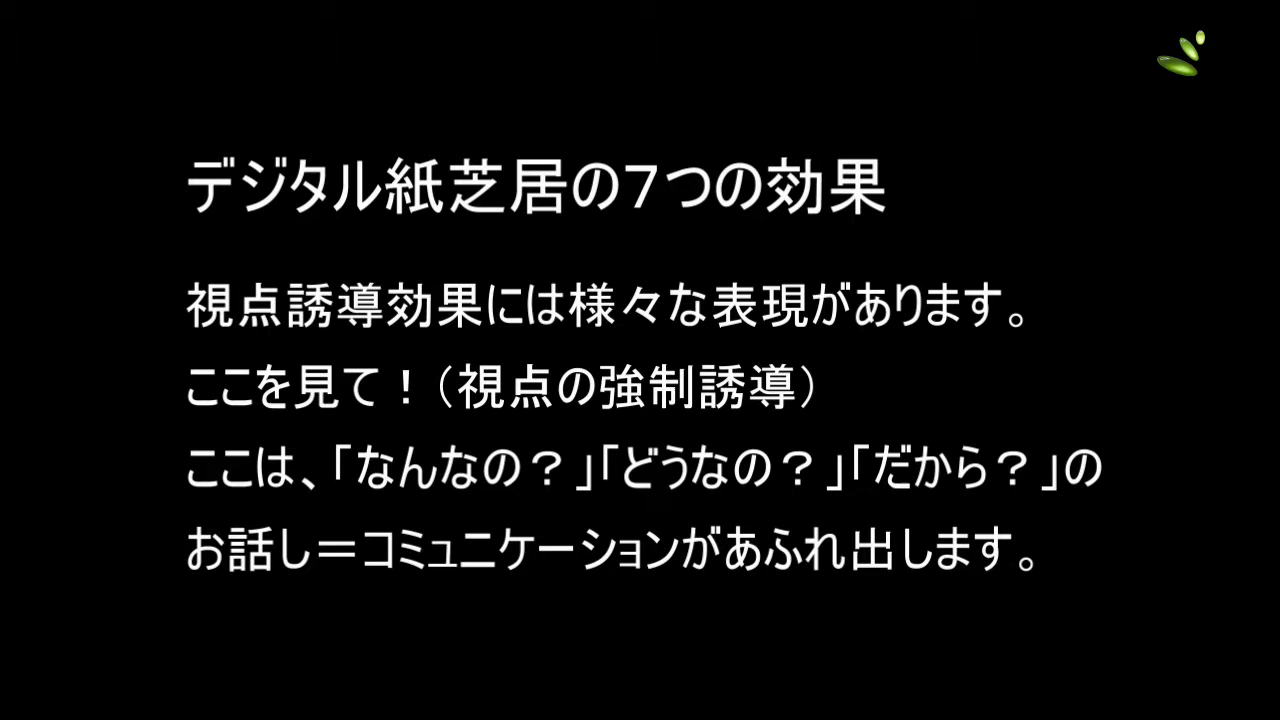 デジタル紙芝居の7つの効果
視点誘導効果には様々な表現があります。
ここを見て！（視点の強制誘導）
ここは、「なんなの？」「どうなの？」「だから？」の
お話し＝コミュニケーションがあふれ出します。